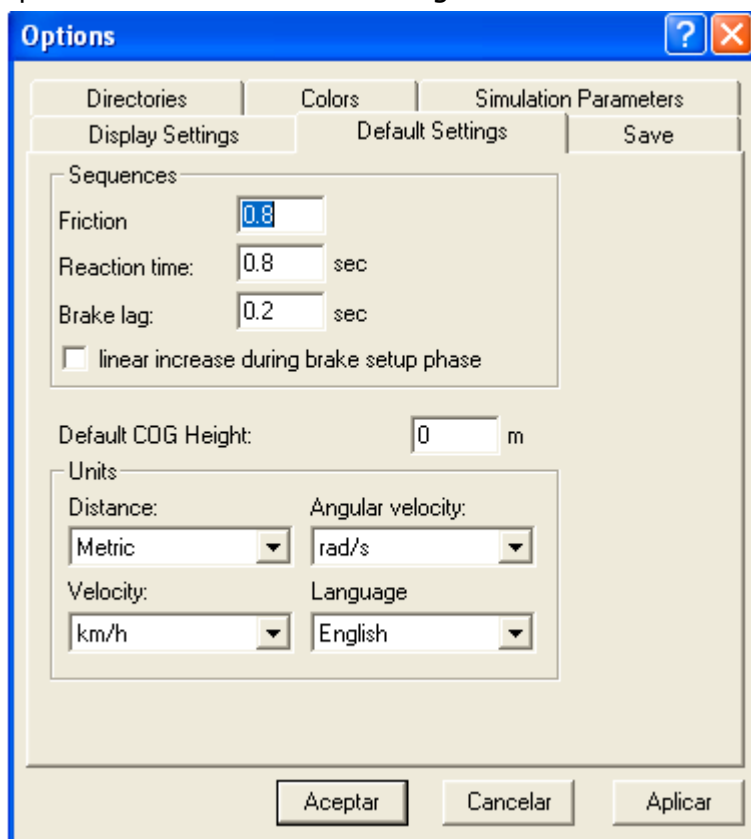 Options
Directories Colors Simulation Parameters
Display Settings Default Settings Save
Sequences
Friction 0.8
Reaction time: 0.8 sec
Brake lag: 0.2 sec
linear increase during brake setup phase
Default COG Height: 0 m
Units
Distance: Angular velocity:
Metric rad/s
Velocity: Language
km/h English
Aceptar Cancelar Aplicar